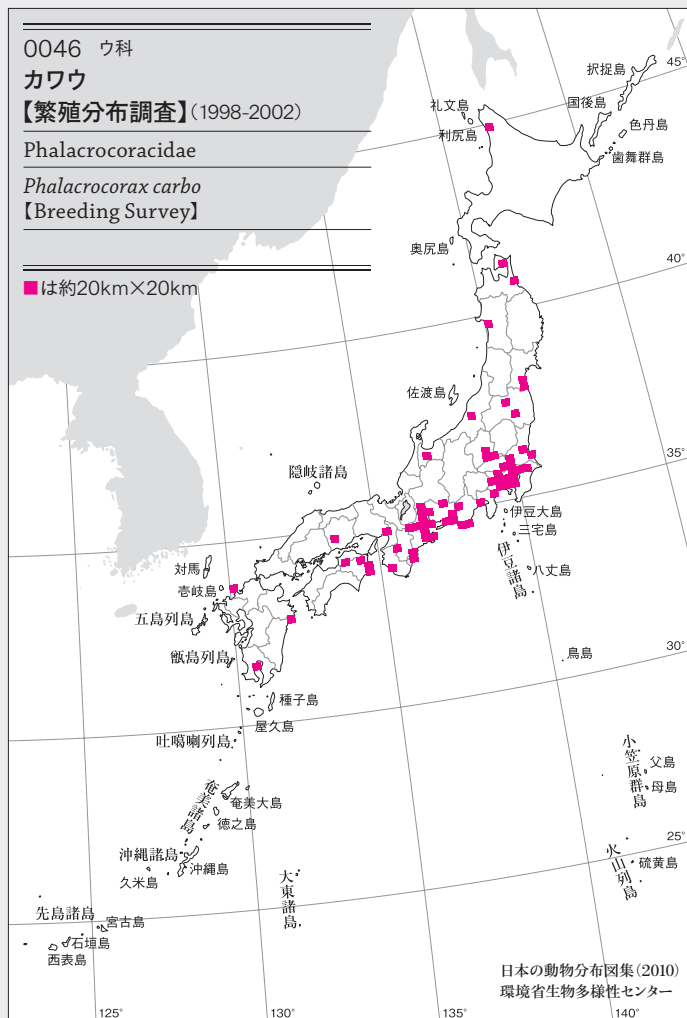 0046 ウ科
カワウ
【繁殖分布調査】(1998-2002)
Phalacrocoracidae
Phalacrocorax carbo
【Breeding Survey】
■は約20km×20km
45°
択捉島
国後島
礼文島
色丹島
利尻島
歯舞群島
奥尻島
40°
佐渡島
35°
隠岐諸島
伊豆大島
三宅島
対馬
伊豆諸島
八丈島
壱岐島
五島列島
甑島列島
鳥島
30°
種子島
屋久島
吐噶喇列島
小笠原群島
父島
母島
奄美諸島
奄美大島
徳之島
25°
沖縄諸島
沖縄島
火山列島
硫黄島
久米島
大東諸島
先島諸島
宮古島
石垣島
西表島
日本の動物分布図集(2010)
環境省生物多様性センター
125°
130°
135°
140°